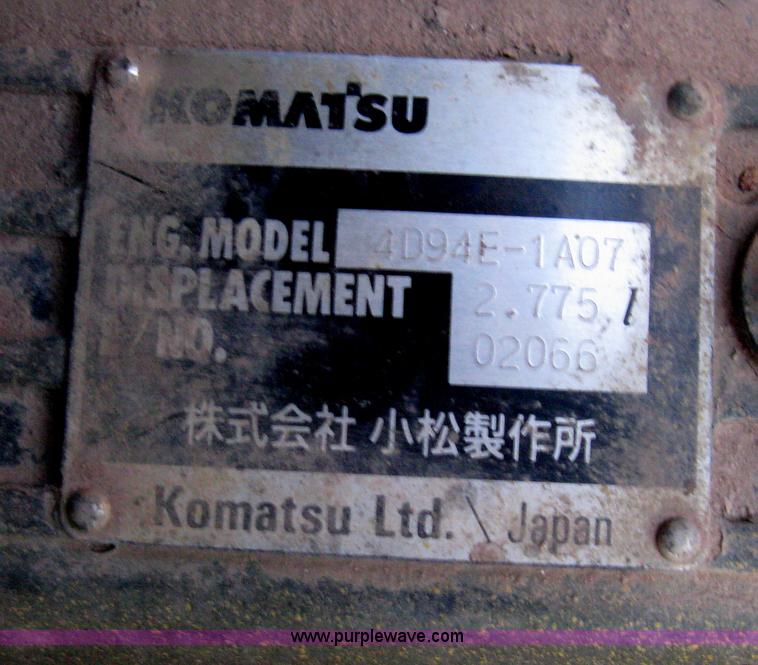 KOMATSU
ENG. MODEL 4D94E-1A07
DISPLACEMENT 2.775 l
NO. 02066
株式会社 小松製作所
Komatsu Ltd. Japan
www.purplewave.com